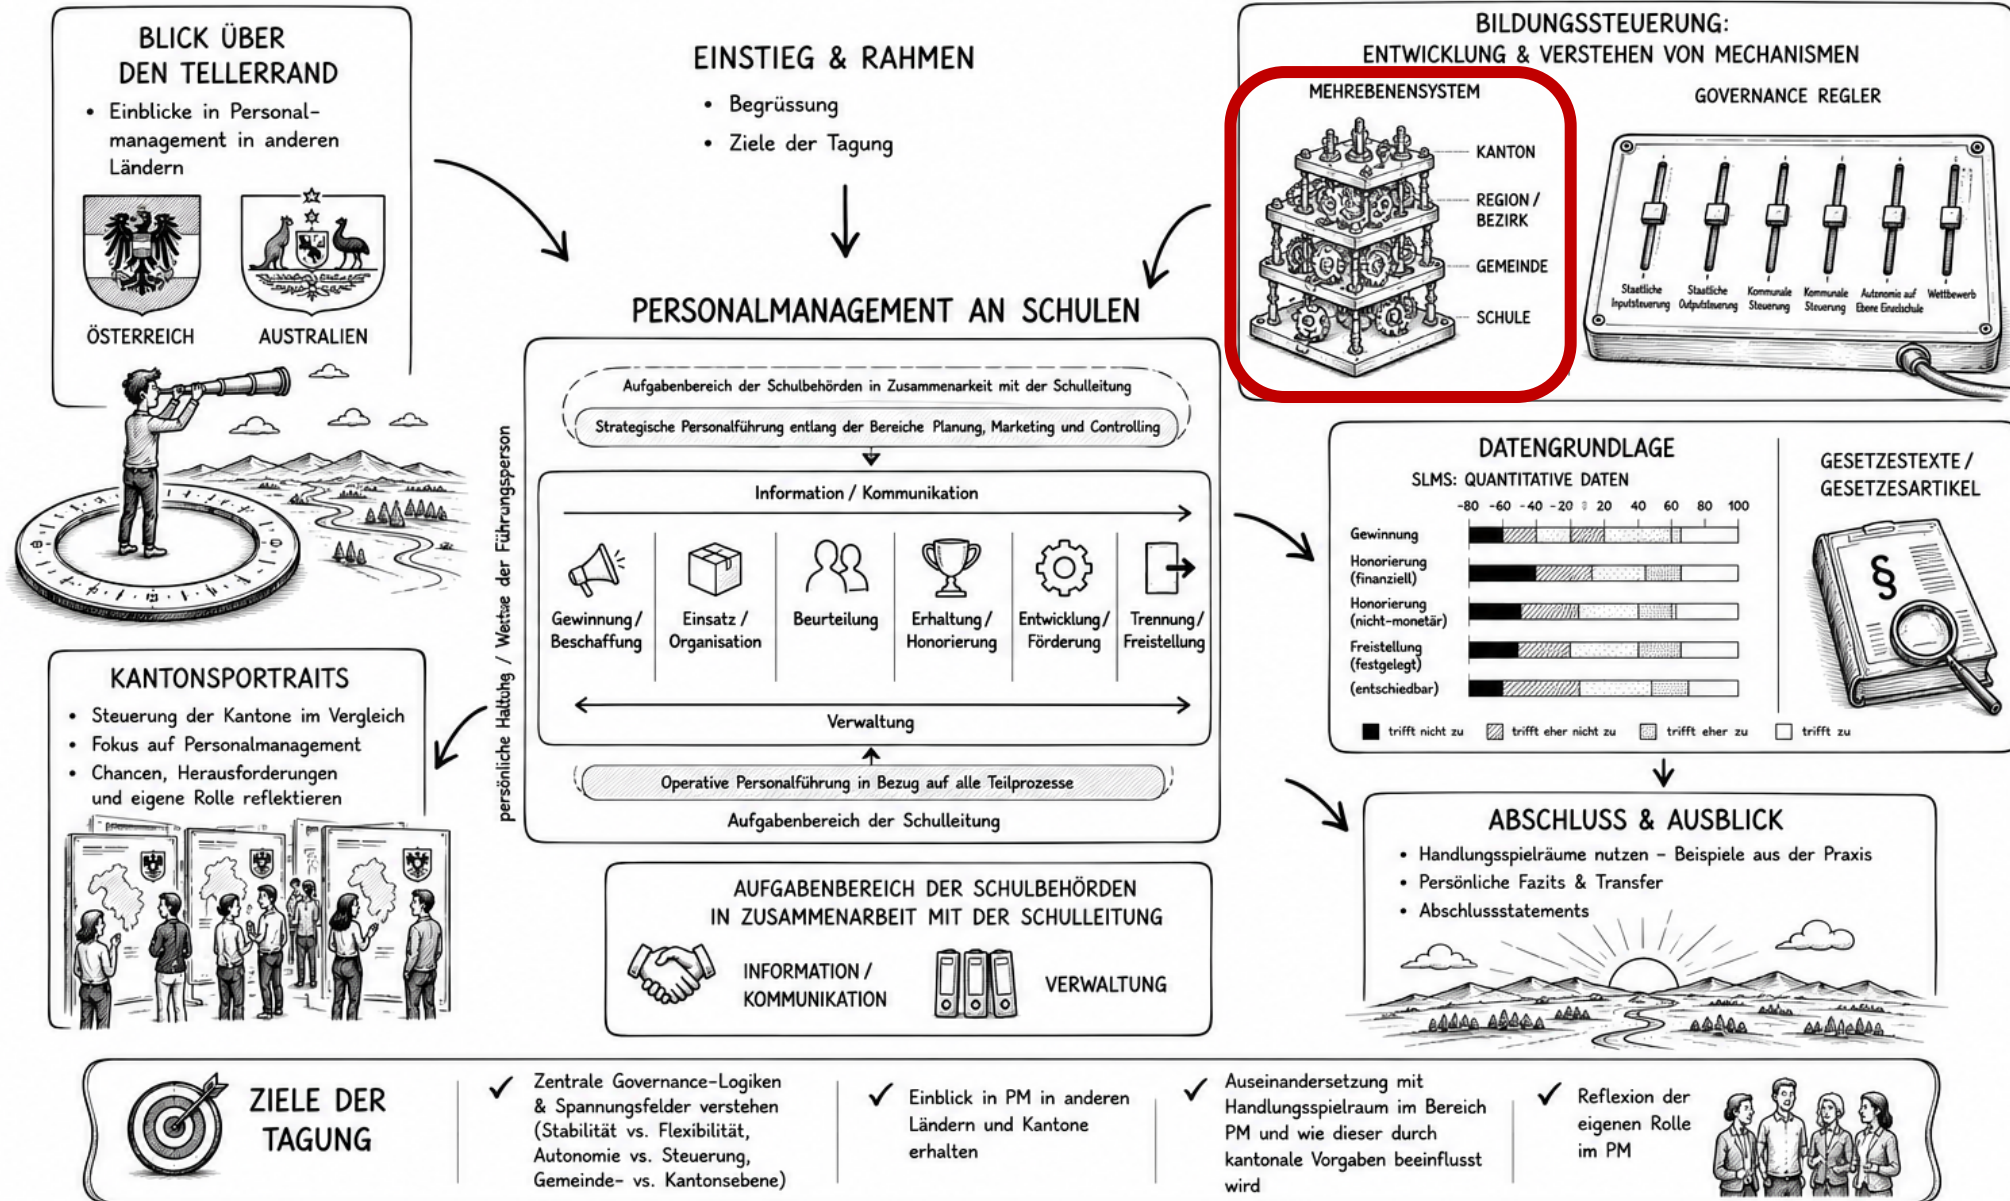 BLICK ÜBER
DEN TELLERRAND
• Einblicke in Personal-
management in anderen
Ländern
ÖSTERREICH
AUSTRALIEN
EINSTIEG & RAHMEN
• Begrüssung
• Ziele der Tagung
BILDUNGSSTEUERUNG:
ENTWICKLUNG & VERSTEHEN VON MECHANISMEN
MEHREBENENSYSTEM
KANTON
REGION /
BEZIRK
GEMEINDE
SCHULE
GOVERNANCE REGLER
Staatliche
Inputsteuerung
Staatliche
Outputsteuerung
Kommunale
Steuerung
Kommunale
Steuerung
Autonomie auf
Ebene Einzelschule
Wettbewerb
PERSONALMANAGEMENT AN SCHULEN
persönliche Haltung / der Führungsperson
Aufgabenbereich der Schulbehörden in Zusammenarbeit mit der Schulleitung
Strategische Personalführung entlang der Bereiche Planung, Marketing und Controlling
Information / Kommunikation
Gewinnung /
Beschaffung
Einsatz /
Organisation
Beurteilung
Erhaltung /
Honorierung
Entwicklung /
Förderung
Trennung /
Freistellung
Verwaltung
Operative Personalführung in Bezug auf alle Teilprozesse
Aufgabenbereich der Schulleitung
DATENGRUNDLAGE
SLMS: QUANTITATIVE DATEN
-80 -60 -40 -20 20 40 60 80 100
Gewinnung
Honorierung
(finanziell)
Honorierung
(nicht-monetär)
Freistellung
(festgelegt)
(entschiedbar)
trifft nicht zu trifft eher nicht zu trifft eher zu trifft zu
GESETZESTEXTE /
GESETZESARTIKEL
§
KANTONSPORTRAITS
• Steuerung der Kantone im Vergleich
• Fokus auf Personalmanagement
• Chancen, Herausforderungen
und eigene Rolle reflektieren
AUFGABENBEREICH DER SCHULBEHÖRDEN
IN ZUSAMMENARBEIT MIT DER SCHULLEITUNG
INFORMATION /
KOMMUNIKATION
VERWALTUNG
ABSCHLUSS & AUSBLICK
• Handlungsspielräume nutzen – Beispiele aus der Praxis
• Persönliche Fazits & Transfer
• Abschlussstatements
ZIELE DER
TAGUNG
✓ Zentrale Governance-Logiken
& Spannungsfelder verstehen
(Stabilität vs. Flexibilität,
Autonomie vs. Steuerung,
Gemeinde- vs. Kantonsebene)
✓ Einblick in PM in anderen
Ländern und Kantone
erhalten
✓ Auseinandersetzung mit
Handlungsspielraum im Bereich
PM und wie dieser durch
kantonale Vorgaben beeinflusst
wird
✓ Reflexion der
eigenen Rolle
im PM